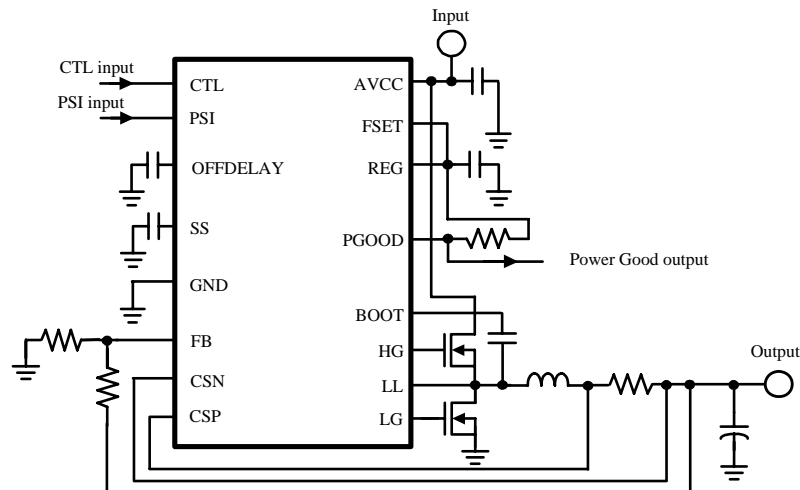 Input
CTL input
PSI input
CTL
PSI
OFFDELAY
SS
GND
FB
CSN
CSP
AVCC
FSET
REG
PGOOD
BOOT
HG
LL
LG
Power Good output
Output